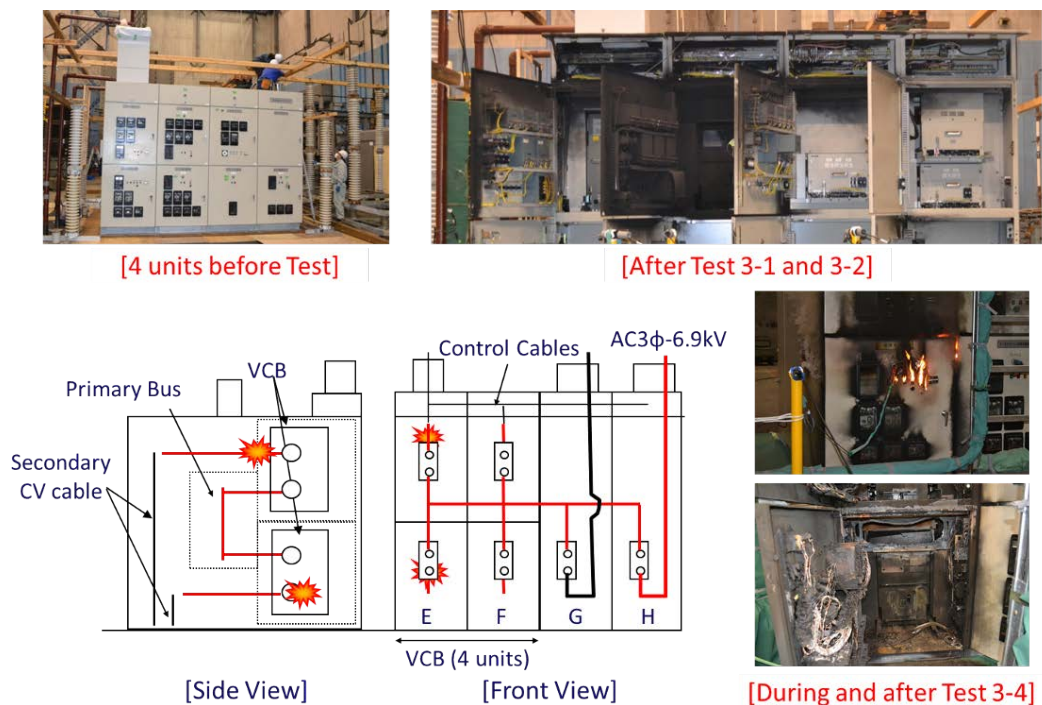 [4 units before Test]
[After Test 3-1 and 3-2]
Primary Bus
VCB
Secondary
CV cable
[Side View]
Control Cables
AC3ϕ-6.9kV
E
F
G
H
VCB (4 units)
[Front View]
[During and after Test 3-4]